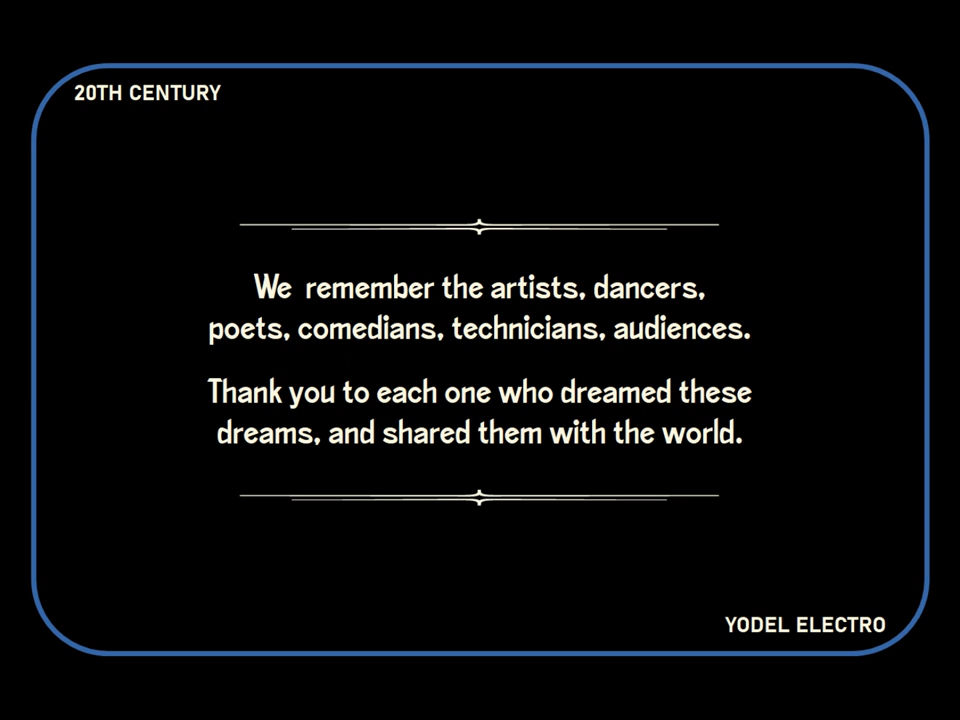 20TH CENTURY
We remember the artists, dancers,
poets, comedians, technicians, audiences.
Thank you to each one who dreamed these
dreams, and shared them with the world.
YODEL ELECTRO